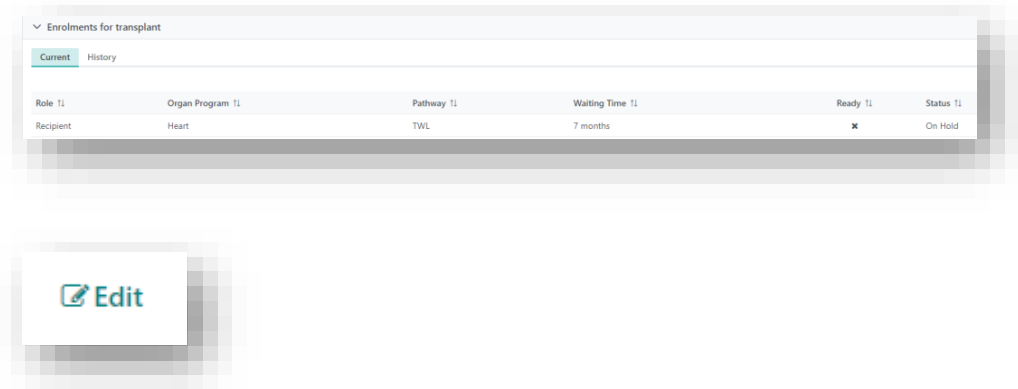 Enrolments for transplant
Current History
Role Organ Program Pathway Waiting Time Ready Status
Recipient Heart TWL 7 months On Hold
Edit